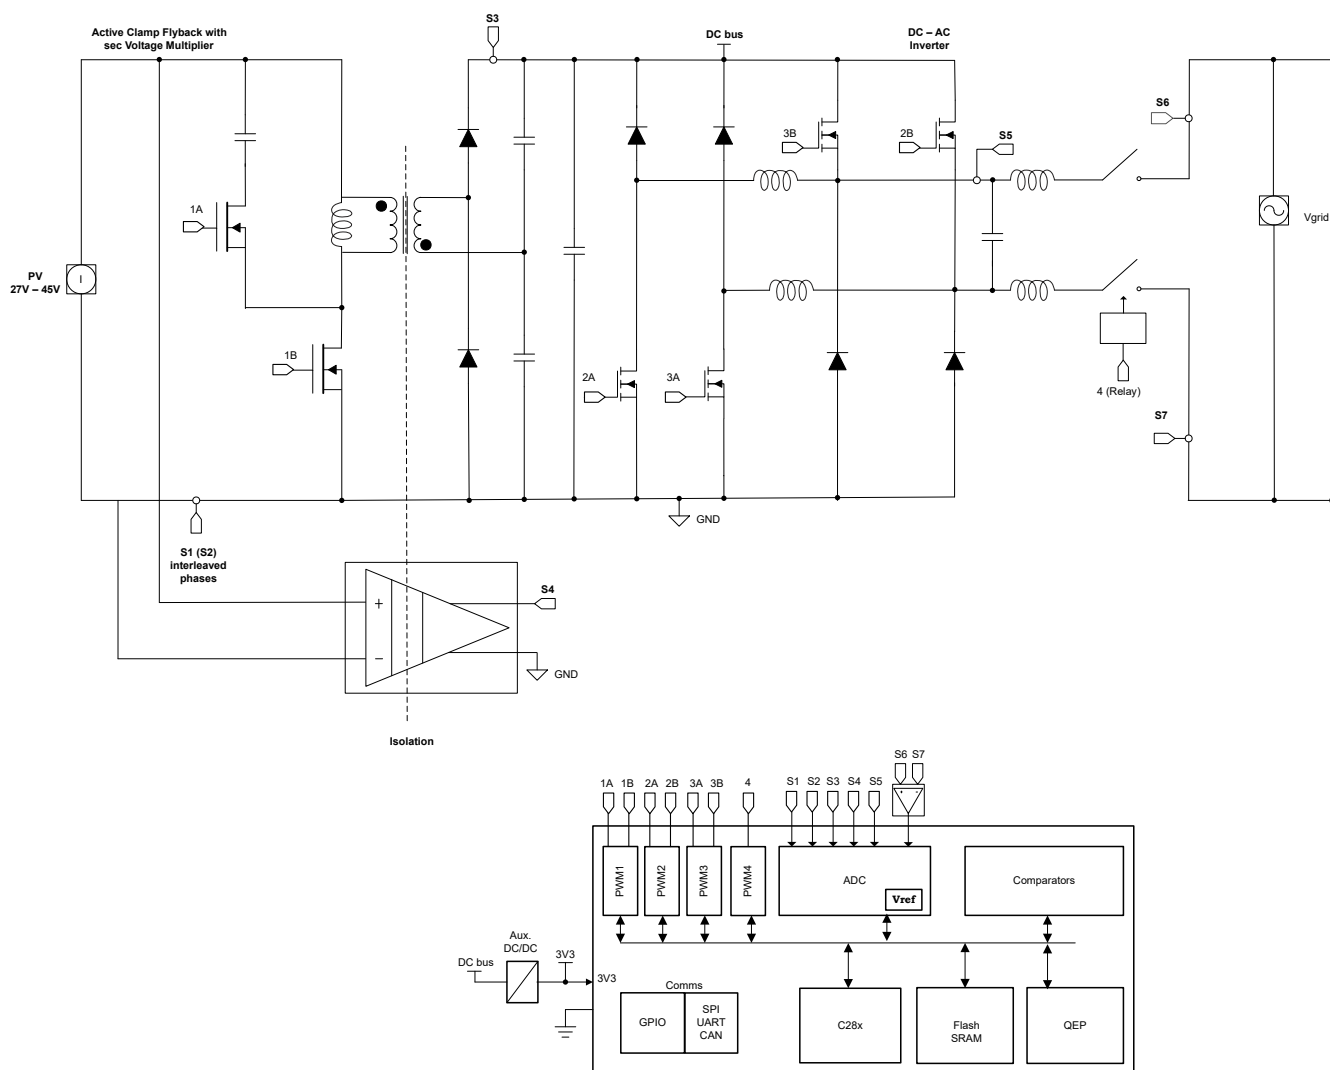 S3
Active Clamp Flyback with
sec Voltage Multiplier
DC bus
DC – AC
Inverter
S6
3B
2B
S5
1A
Vgrid
PV
27V – 45V
1B
2A
3A
4 (Relay)
S7
GND
S1 (S2)
interleaved
phases
+
S4
–
GND
Isolation
S6 S7
1A 1B 2A 2B 3A 3B 4 S1 S2 S3 S4 S5
+ -
PWM1
PWM2
PWM3
PWM4
ADC
Vref
Comparators
Aux.
DC/DC
DC bus
3V3
3V3
Comms
GPIO
SPI
UART
CAN
C28x
Flash
SRAM
QEP